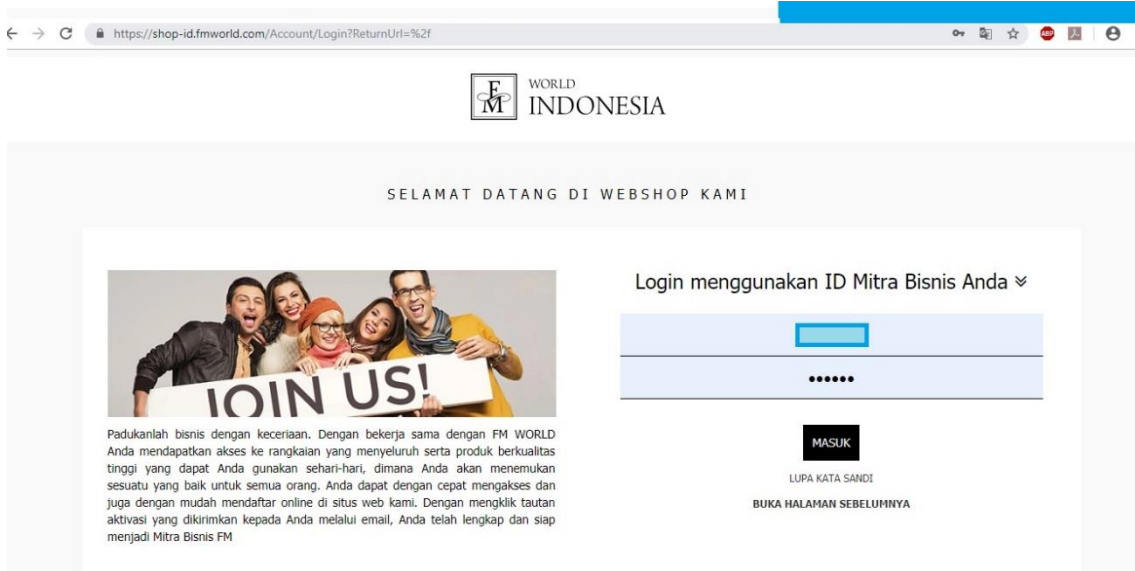 https://shop-id.fmworld.com/Account/Login?ReturnUrl=%2f
ABP
FM
WORLD
INDONESIA
SELAMAT DATANG DI WEBSHOP KAMI
JOIN US!
Login menggunakan ID Mitra Bisnis Anda
••••••
MASUK
LUPA KATA SANDI
BUKA HALAMAN SEBELUMNYA
Padukanlah bisnis dengan keceriaan. Dengan bekerja sama dengan FM WORLD
Anda mendapatkan akses ke rangkaian yang menyeluruh serta produk berkualitas
tinggi yang dapat Anda gunakan sehari-hari, dimana Anda akan menemukan
sesuatu yang baik untuk semua orang. Anda dapat dengan cepat mengakses dan
juga dengan mudah mendaftar online di situs web kami. Dengan mengklik tautan
aktivasi yang dikirimkan kepada Anda melalui email, Anda telah lengkap dan siap
menjadi Mitra Bisnis FM